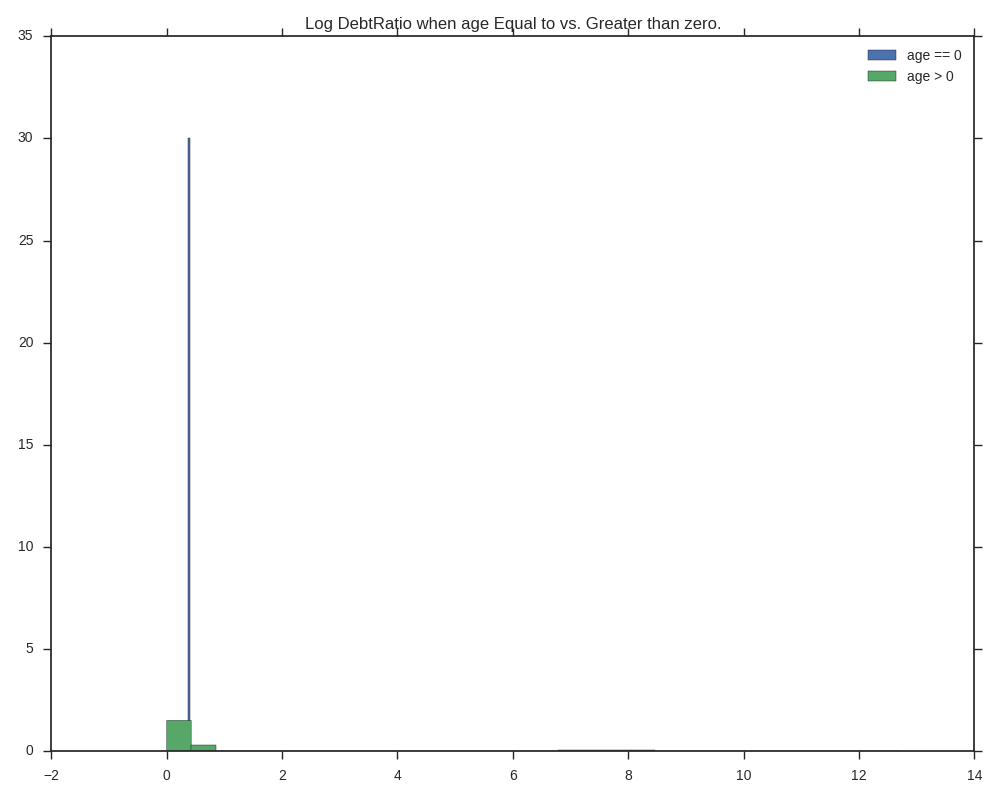 Log DebtRatio when age Equal to vs. Greater than zero.
35
30
25
20
15
10
5
0
age == 0
age > 0
−2 0 2 4 6 8 10 12 14